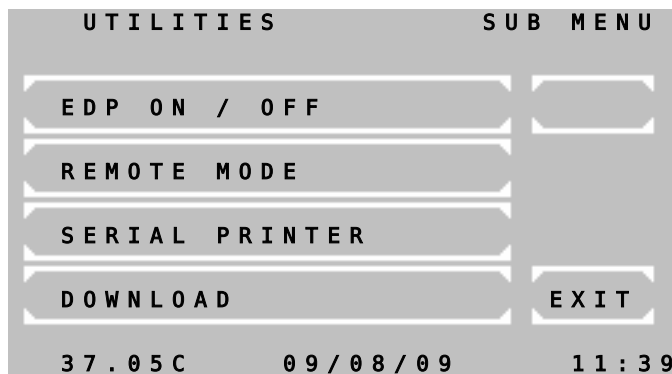 UTILITIES SUB MENU
EDP ON / OFF
REMOTE MODE
SERIAL PRINTER
DOWNLOAD
EXIT
37.05C 09/08/09 11:39